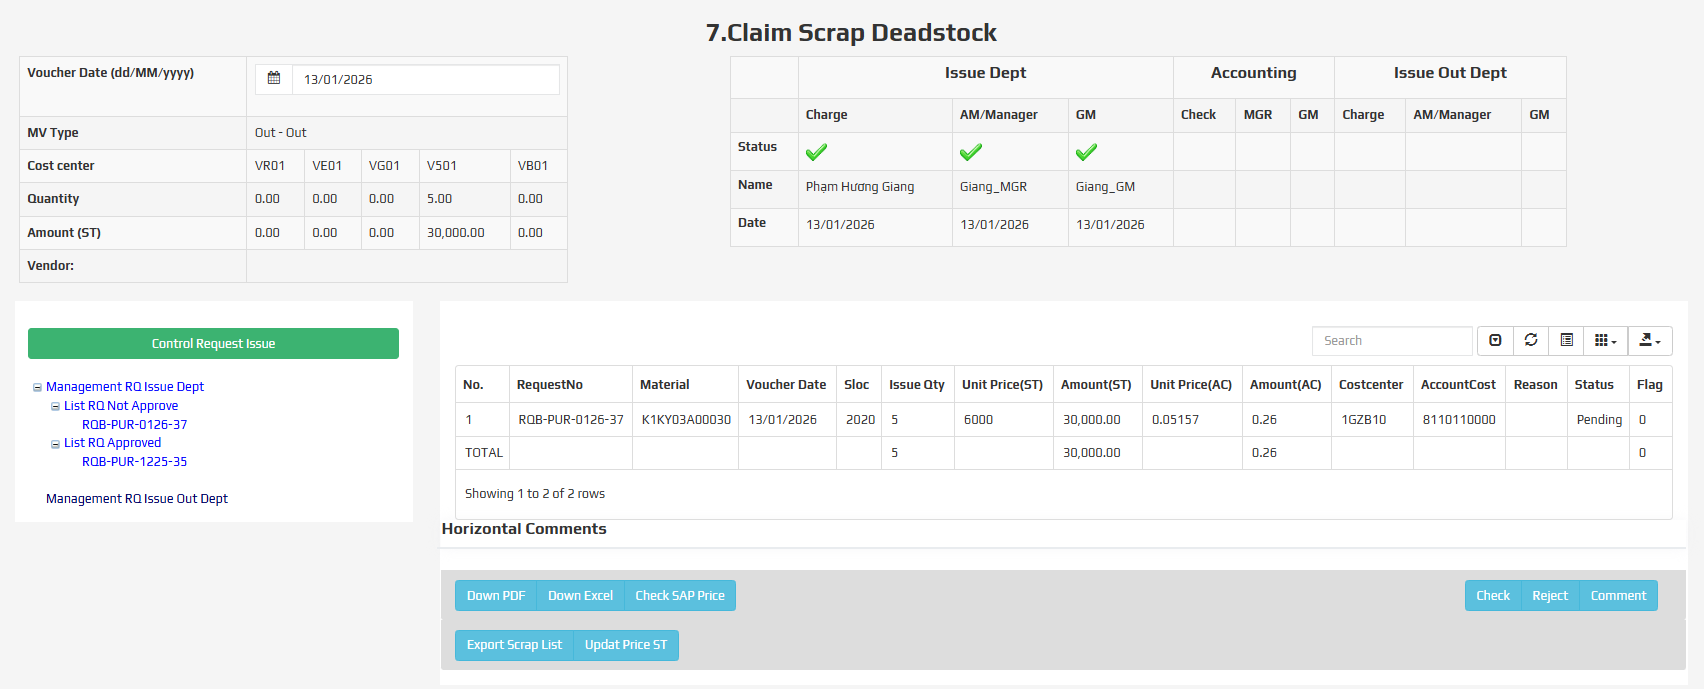 7.Claim Scrap Deadstock
Voucher Date (dd/MM/yyyy) 13/01/2026
MV Type Out - Out
Cost center VR01 VE01 VG01 V501 VB01
Quantity 0.00 0.00 0.00 5.00 0.00
Amount (ST) 0.00 0.00 0.00 30,000.00 0.00
Vendor:
Issue Dept Accounting Issue Out Dept
Charge AM/Manager GM Check MGR GM Charge AM/Manager GM
Status
Name Phạm Hương Giang Giang_MGR Giang_GM
Date 13/01/2026 13/01/2026 13/01/2026
Control Request Issue
Management RQ Issue Dept
List RQ Not Approve
RQB-PUR-0126-37
List RQ Approved
RQB-PUR-1225-35
Management RQ Issue Out Dept
Search
No. RequestNo Material Voucher Date Sloc Issue Qty Unit Price(ST) Amount(ST) Unit Price(AC) Amount(AC) Costcenter AccountCost Reason Status Flag
1 RQB-PUR-0126-37 K1KY03A00030 13/01/2026 2020 5 6000 30,000.00 0.05157 0.26 1GZB10 8110110000 Pending 0
TOTAL 5 30,000.00 0.26 0
Showing 1 to 2 of 2 rows
Horizontal Comments
Down PDF Down Excel Check SAP Price Check Reject Comment
Export Scrap List Updat Price ST